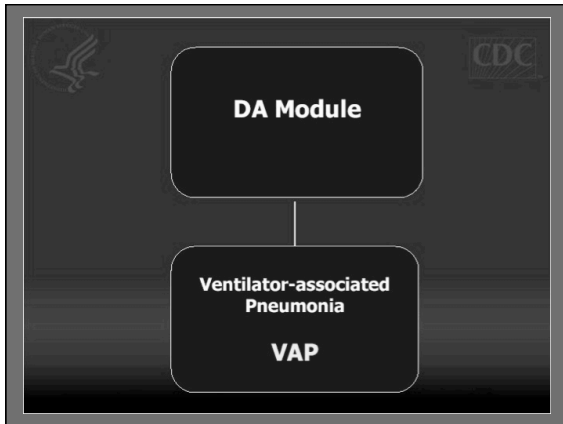 CDC
DA Module
Ventilator-associated
Pneumonia
VAP